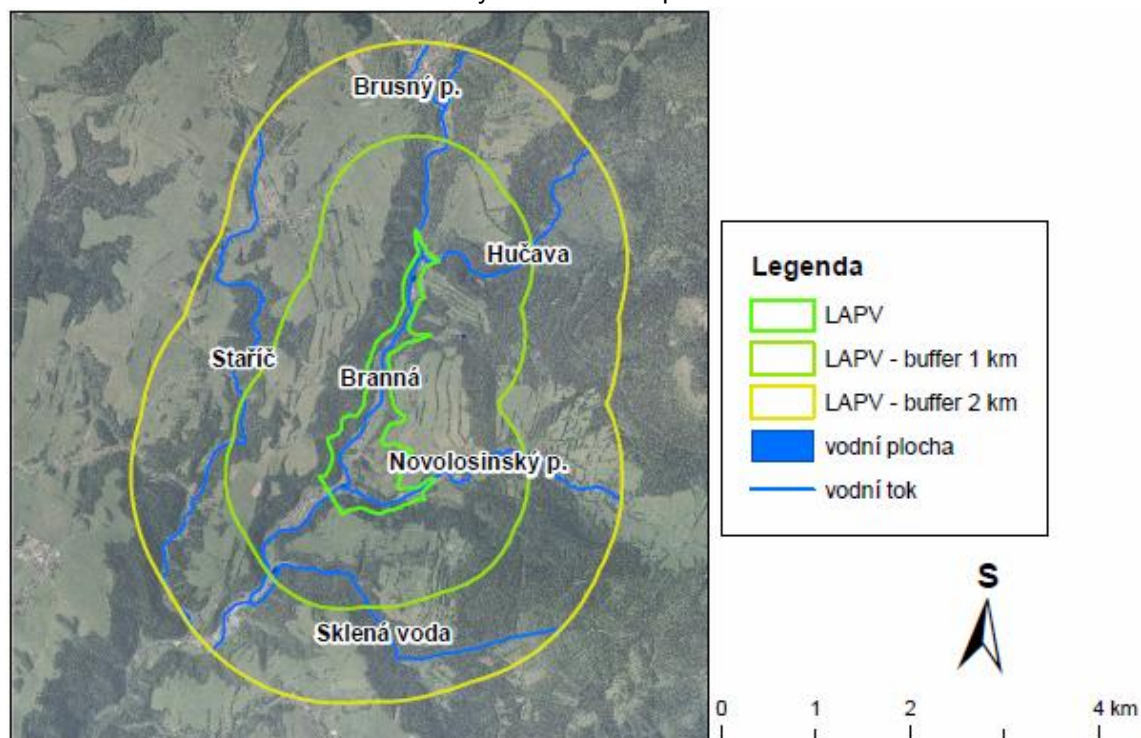 Brusný p.
Hučava
Staříč
Branná
Novolosinský p.
Sklená voda
Legenda
LAPV
LAPV - buffer 1 km
LAPV - buffer 2 km
vodní plocha
vodní tok
S
0 1 2 4 km